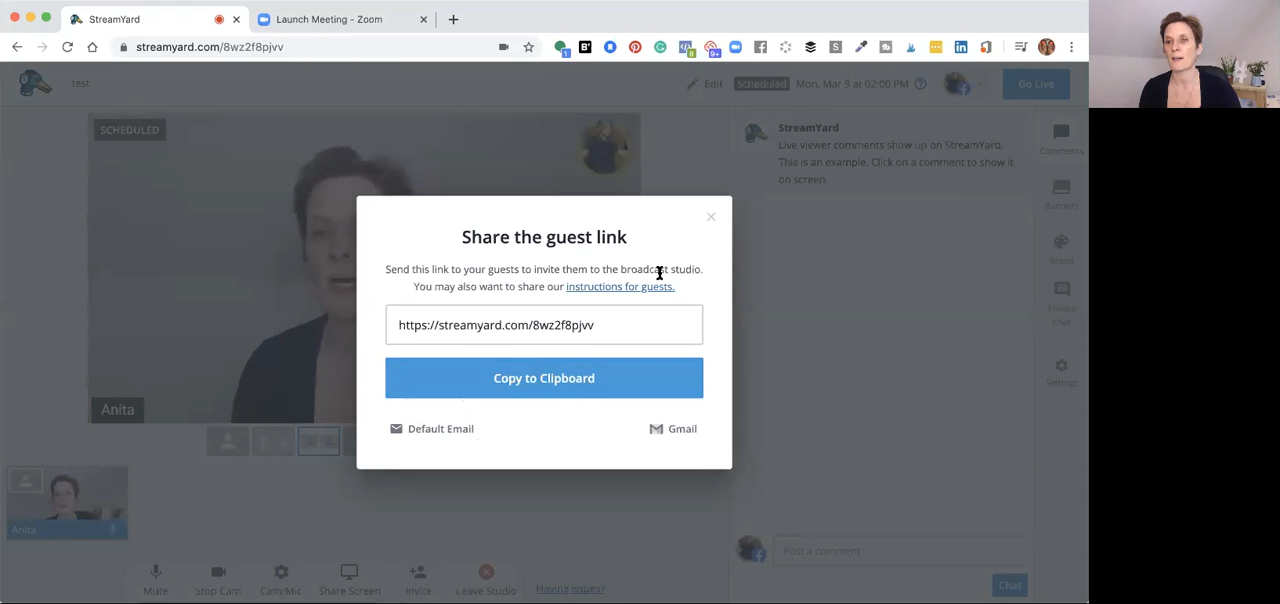 StreamYard
Launch Meeting - Zoom
streamyard.com/8wz2f8pjvv
test
Edit
Scheduled
Mon, Mar 9 at 02:00 PM
Go Live
SCHEDULED
StreamYard
Live viewer comments show up on StreamYard.
This is an example. Click on a comment to show it
on screen.
Comments
Banners
Brand
Private
Chat
Settings
Share the guest link
Send this link to your guests to invite them to the broadcast studio.
You may also want to share our instructions for guests.
https://streamyard.com/8wz2f8pjvv
Copy to Clipboard
Default Email
Gmail
Anita
Anita
Mute
Stop Cam
Cam/Mic
Share Screen
Invite
Leave Studio
Having issues?
Post a comment
Chat